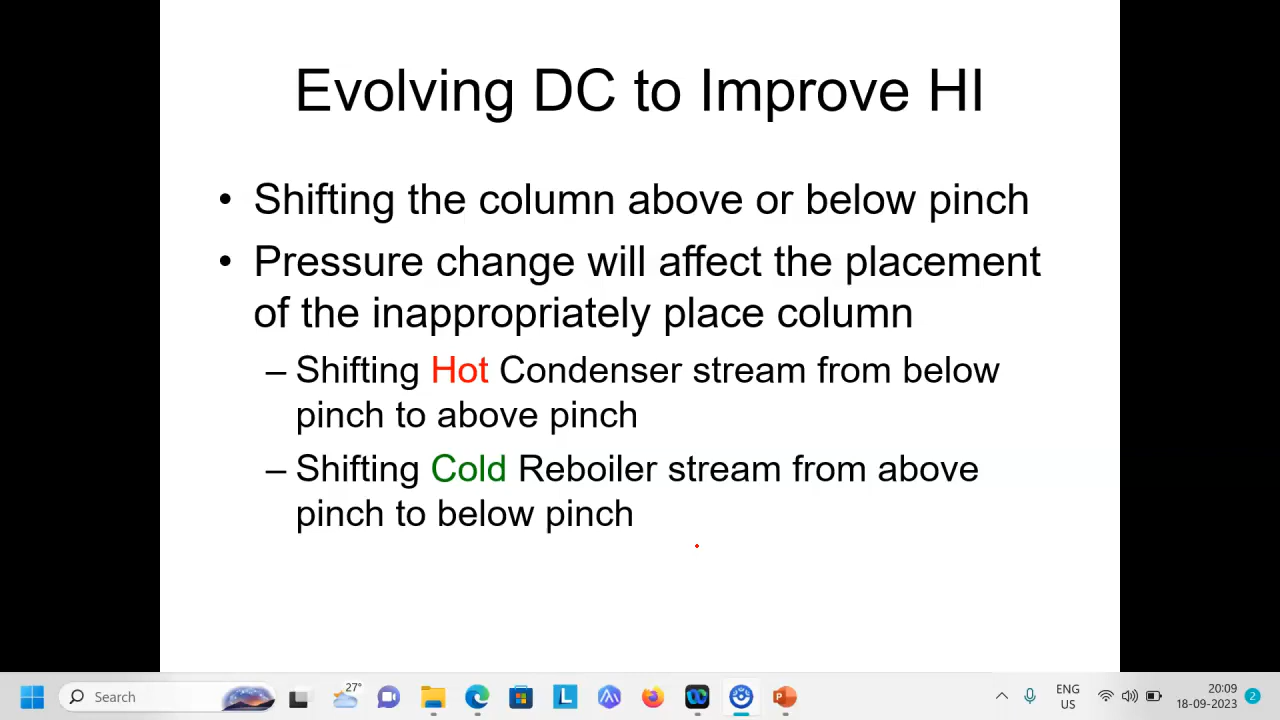 Evolving DC to Improve HI
• Shifting the column above or below pinch
• Pressure change will affect the placement
of the inappropriately place column
– Shifting Hot Condenser stream from below
pinch to above pinch
– Shifting Cold Reboiler stream from above
pinch to below pinch
27°
Search
L
P
ENG
US
20:09
18-09-2023
2